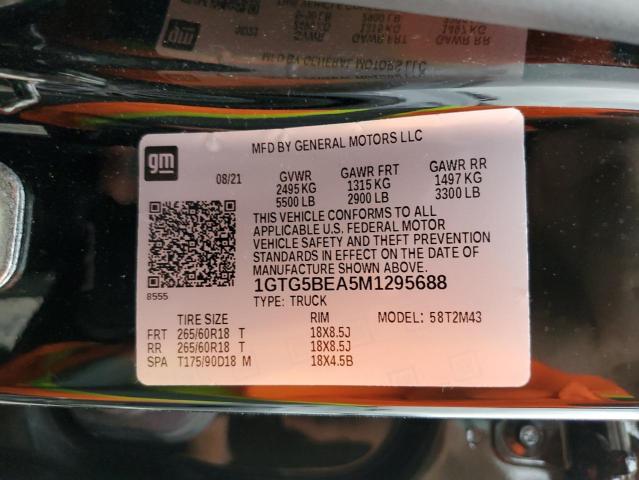 MFD BY GENERAL MOTORS LLC
gm
08/21 GVWR GAWR FRT GAWR RR
2495 KG 1315 KG 1497 KG
5500 LB 2900 LB 3300 LB
THIS VEHICLE CONFORMS TO ALL
APPLICABLE U.S. FEDERAL MOTOR
VEHICLE SAFETY AND THEFT PREVENTION
STANDARDS IN EFFECT ON THE DATE OF
MANUFACTURE SHOWN ABOVE.
8555 1GTG5BEA5M1295688
TYPE: TRUCK
TIRE SIZE RIM MODEL: 58T2M43
FRT 265/60R18 T 18X8.5J
RR 265/60R18 T 18X8.5J
SPA T175/90D18 M 18X4.5B